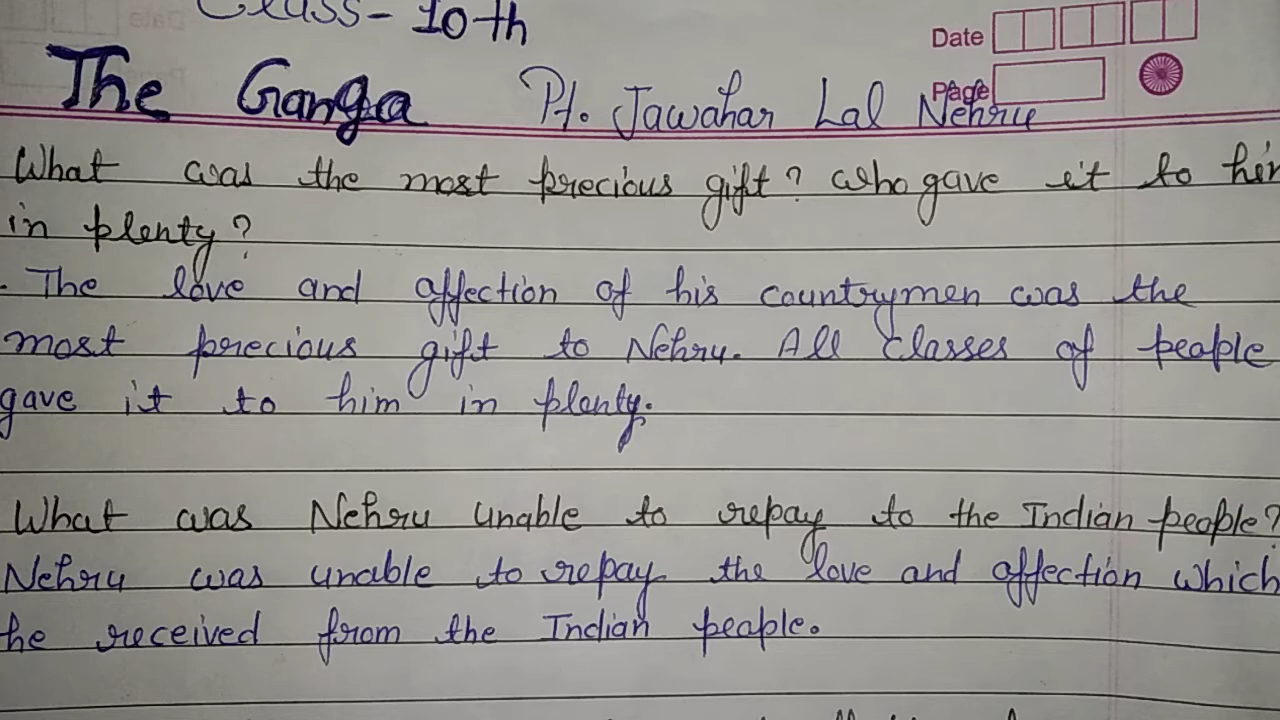 Class- 10th
Date
The Ganga Pt. Jawahar Lal Nehru
Page
What was the most precious gift? who gave it to him
in plenty?
- The love and affection of his countrymen was the
most precious gift to Nehru. All classes of people
gave it to him in plenty.
What was Nehru unable to repay to the Indian people?
Nehru was unable to repay the love and affection which
he received from the Indian people.